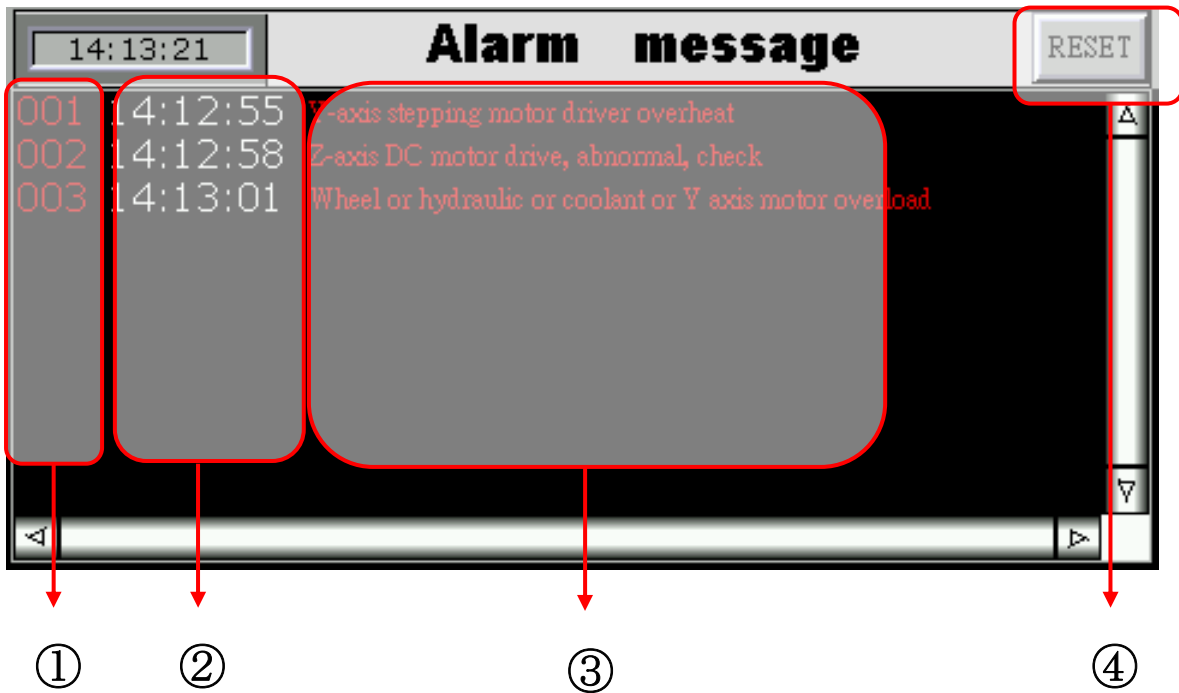 14:13:21 Alarm message RESET
001 14:12:55 Y-axis stepping motor driver overheat
002 14:12:58 Z-axis DC motor drive, abnormal, check
003 14:13:01 Wheel or hydraulic or coolant or Y axis motor overload
① ② ③ ④